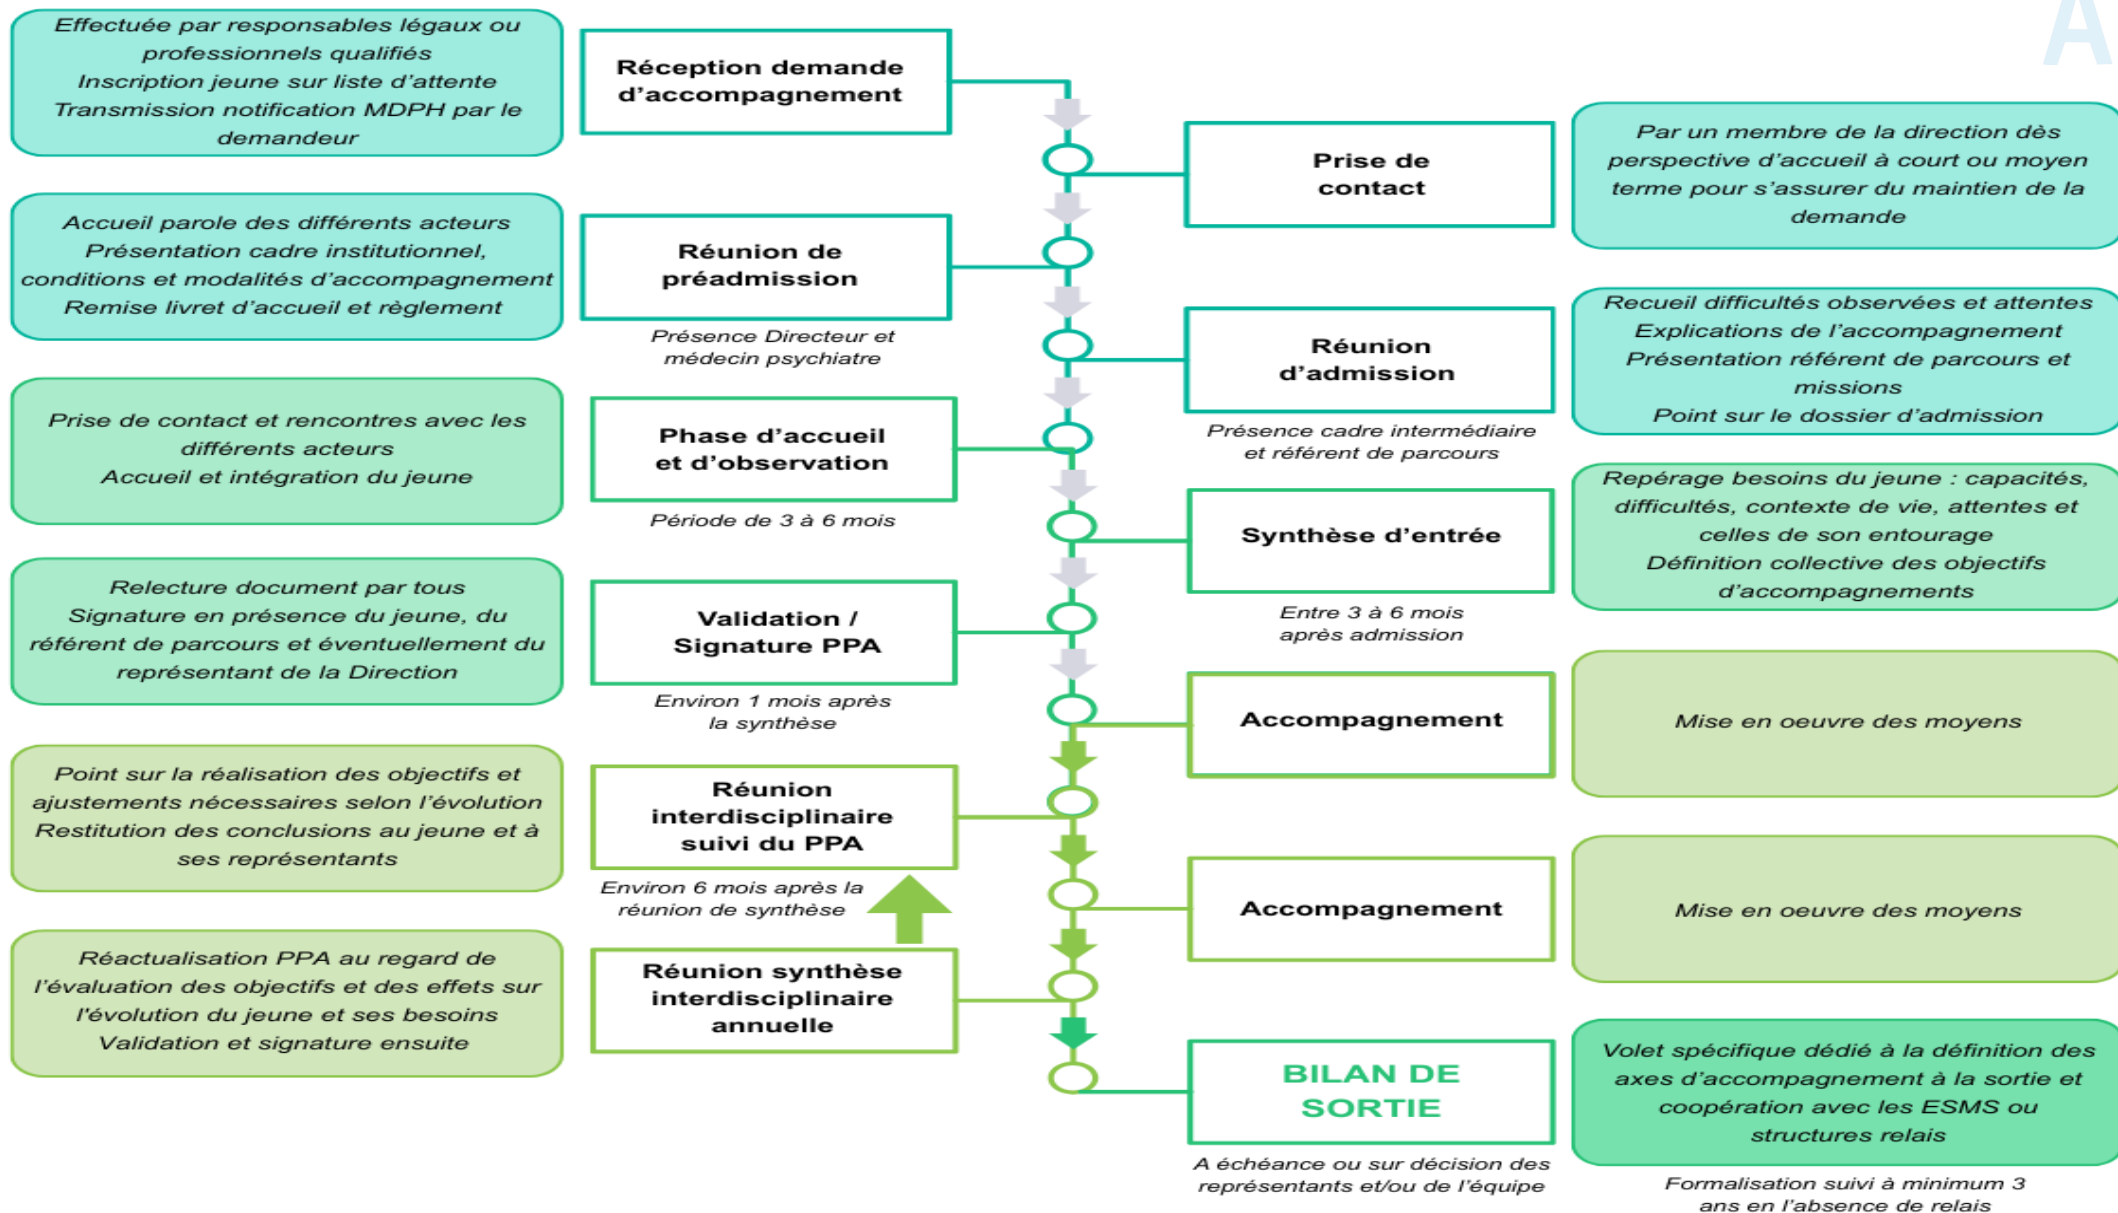 A
Effectuée par responsables légaux ou
professionnels qualifiés
Inscription jeune sur liste d'attente
Transmission notification MDPH par le
demandeur
Réception demande
d'accompagnement
Prise de
contact
Par un membre de la direction dès
perspective d'accueil à court ou moyen
terme pour s'assurer du maintien de la
demande
Accueil parole des différents acteurs
Présentation cadre institutionnel,
conditions et modalités d'accompagnement
Remise livret d'accueil et règlement
Réunion de
préadmission
Présence Directeur et
médecin psychiatre
Réunion
d'admission
Présence cadre intermédiaire
et référent de parcours
Recueil difficultés observées et attentes
Explications de l'accompagnement
Présentation référent de parcours et
missions
Point sur le dossier d'admission
Prise de contact et rencontres avec les
différents acteurs
Accueil et intégration du jeune
Phase d'accueil
et d'observation
Période de 3 à 6 mois
Synthèse d'entrée
Entre 3 à 6 mois
après admission
Repérage besoins du jeune : capacités,
difficultés, contexte de vie, attentes et
celles de son entourage
Définition collective des objectifs
d'accompagnements
Relecture document par tous
Signature en présence du jeune, du
référent de parcours et éventuellement du
représentant de la Direction
Validation /
Signature PPA
Environ 1 mois après
la synthèse
Accompagnement
Mise en oeuvre des moyens
Point sur la réalisation des objectifs et
ajustements nécessaires selon l'évolution
Restitution des conclusions au jeune et à
ses représentants
Réunion
interdisciplinaire
suivi du PPA
Environ 6 mois après la
réunion de synthèse
Accompagnement
Mise en oeuvre des moyens
Réactualisation PPA au regard de
l'évaluation des objectifs et des effets sur
l'évolution du jeune et ses besoins
Validation et signature ensuite
Réunion synthèse
interdisciplinaire
annuelle
BILAN DE
SORTIE
A échéance ou sur décision des
représentants et/ou de l'équipe
Volet spécifique dédié à la définition des
axes d'accompagnement à la sortie et
coopération avec les ESMS ou
structures relais
Formalisation suivi à minimum 3
ans en l'absence de relais